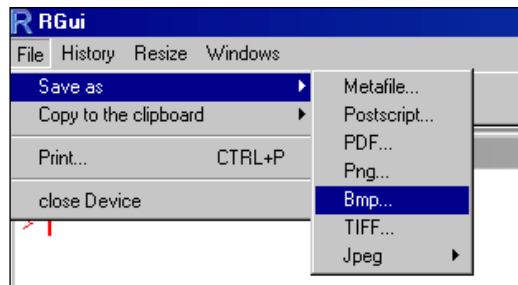 R RGui
File History Resize Windows
Save as
Copy to the clipboard
Print... CTRL+P
close Device
>
Metafile...
Postscript...
PDF...
Png...
Bmp...
TIFF...
Jpeg